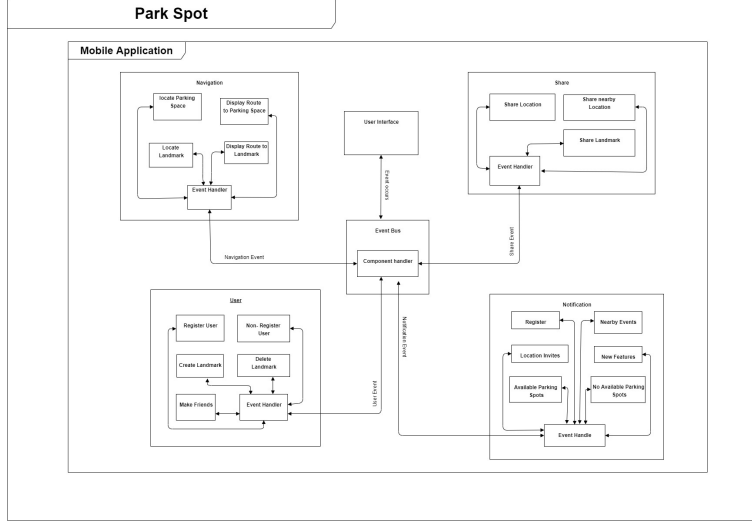 Park Spot
Mobile Application
Navigation
locate Parking
Space
Display Route
to Parking Space
Locate
Landmark
Display Route to
Landmark
Event Handler
Navigation Event
User Interface
Event occurs
Event Bus
Component handler
Share
Share Location
Share nearby
Location
Share Landmark
Event Handler
Share Event
User
Register User
Non- Register
User
Create Landmark
Delete
Landmark
Make Friends
Event Handler
User Event
Notification Event
Notification
Register
Nearby Events
Location Invites
New Features
Available Parking
Spots
No Available Parking
Spots
Event Handle